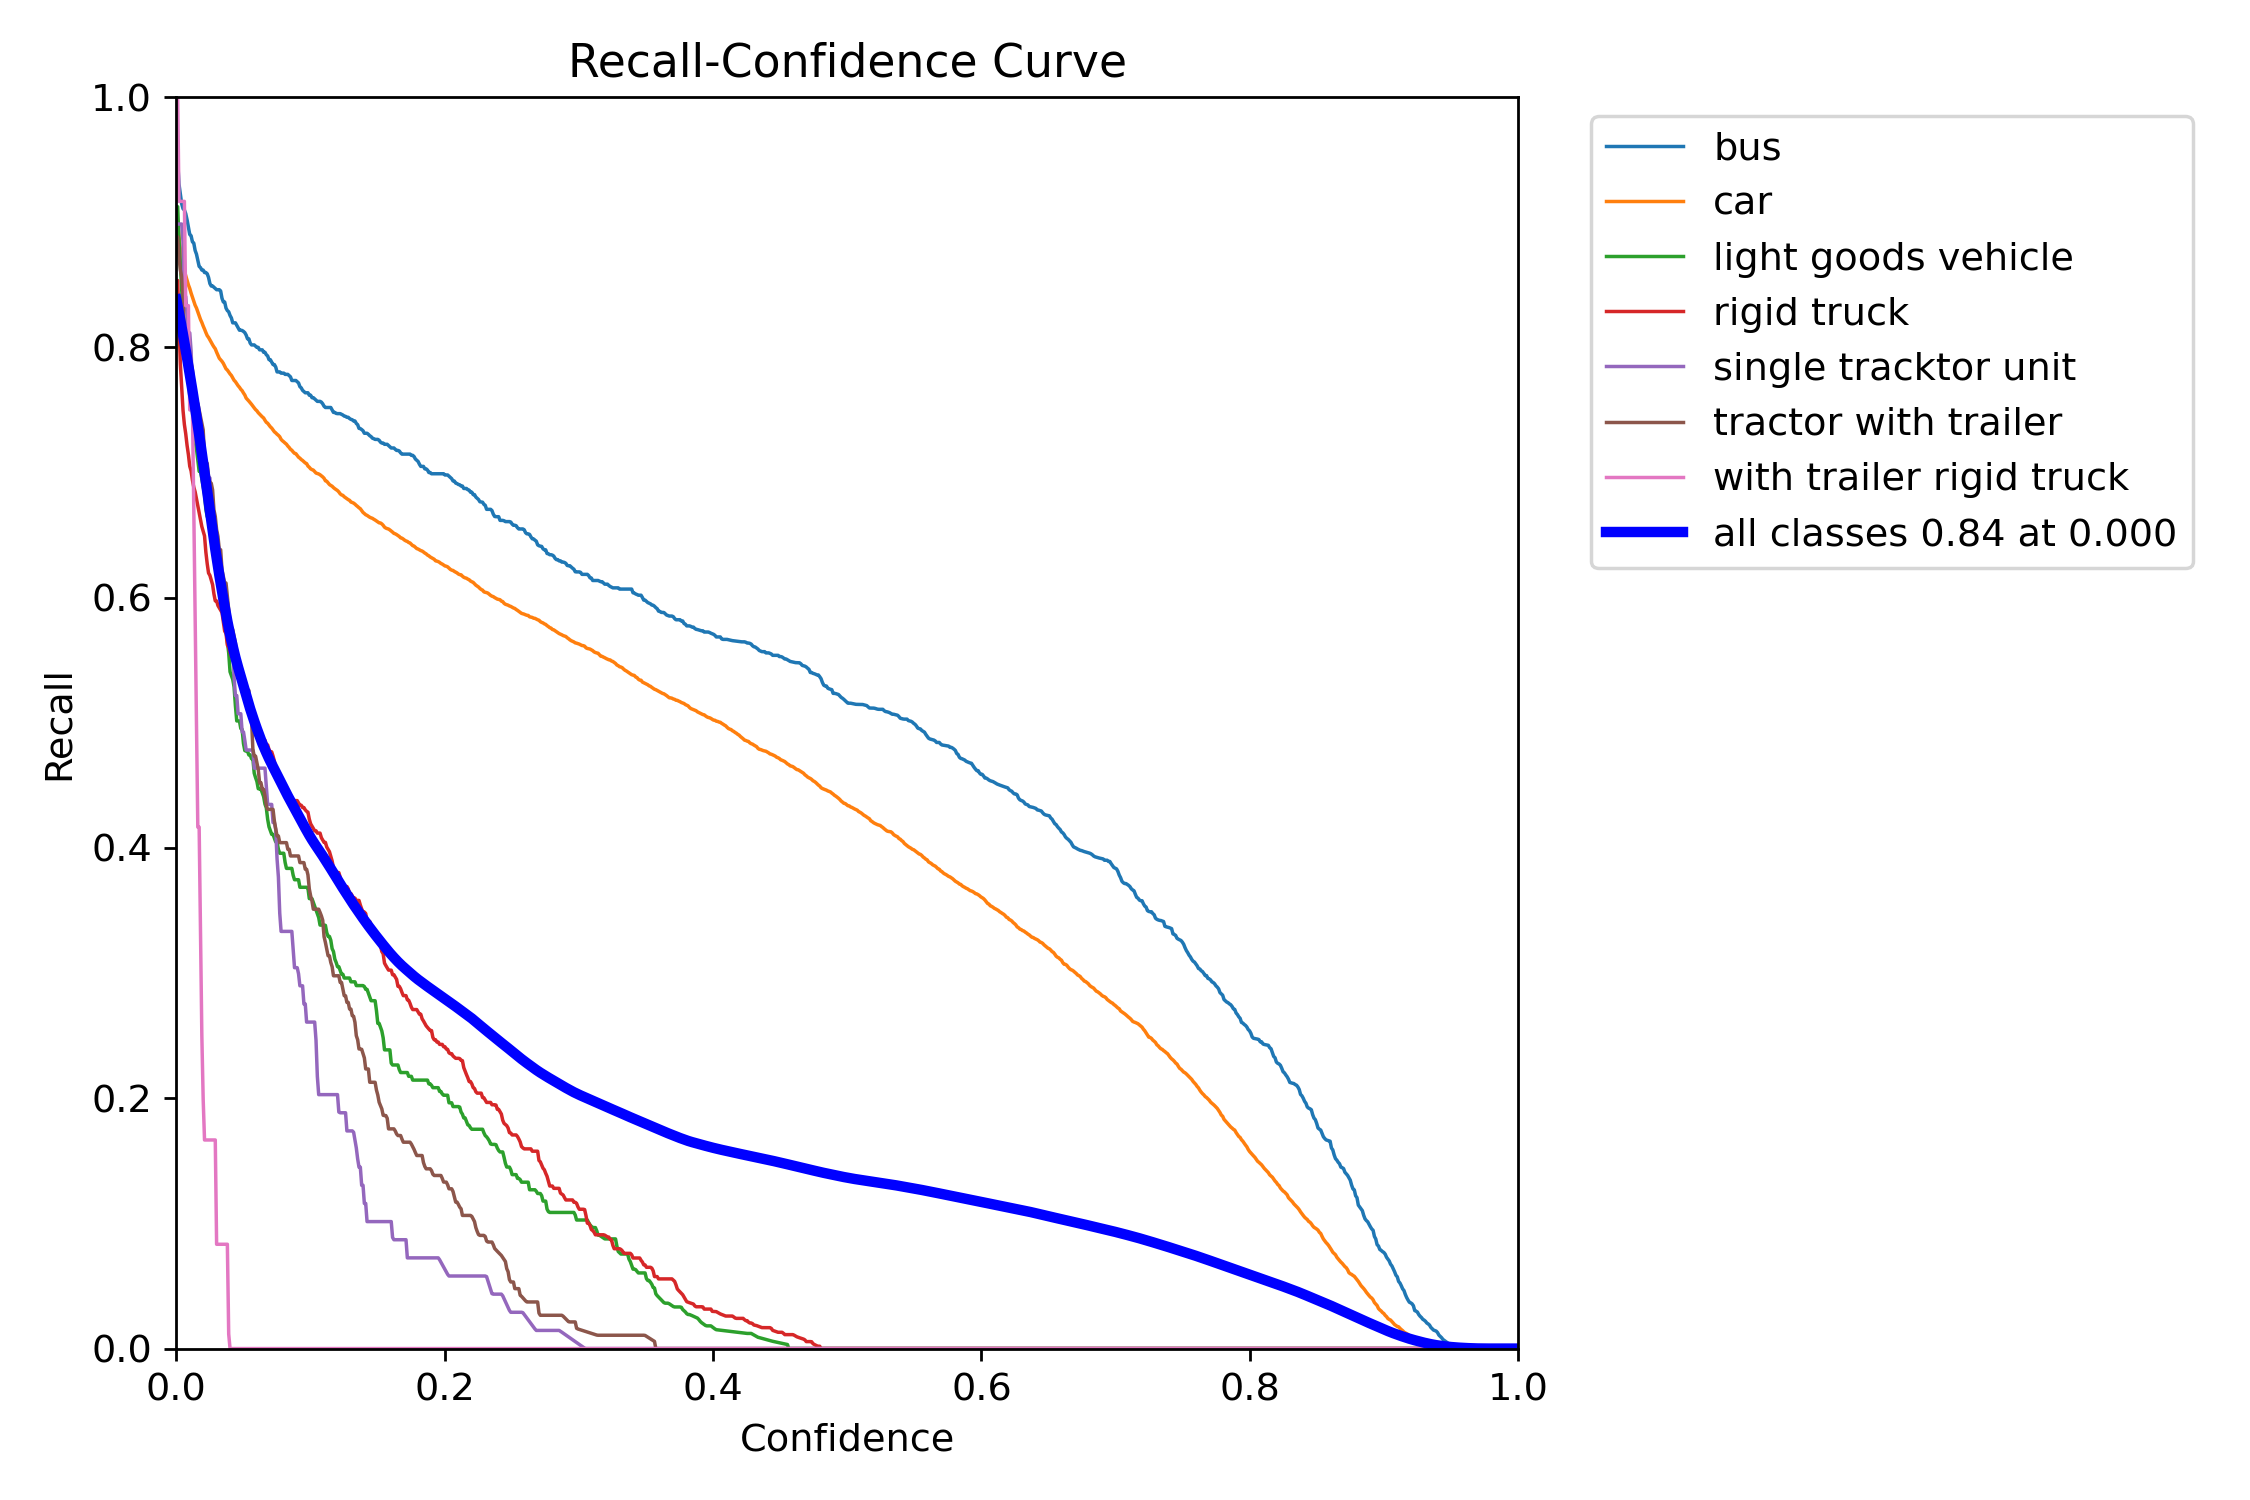 Recall-Confidence Curve
1.0
0.8
0.6
0.4
0.2
0.0
Recall
0.0 0.2 0.4 0.6 0.8 1.0
Confidence
bus
car
light goods vehicle
rigid truck
single tracktor unit
tractor with trailer
with trailer rigid truck
all classes 0.84 at 0.000